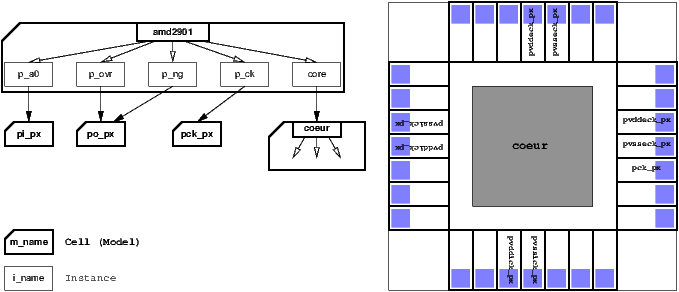 amd2901
p_a0
p_ovr
p_ng
p_ck
core
pi_px
po_px
pck_px
coeur
m_name
Cell (Model)
i_name
Instance
pvddeck_px
pvsseck_px
pvssick_px
pvddick_px
coeur
pvddeck_px
pvsseck_px
pck_px
pvddick_px
pvssick_px